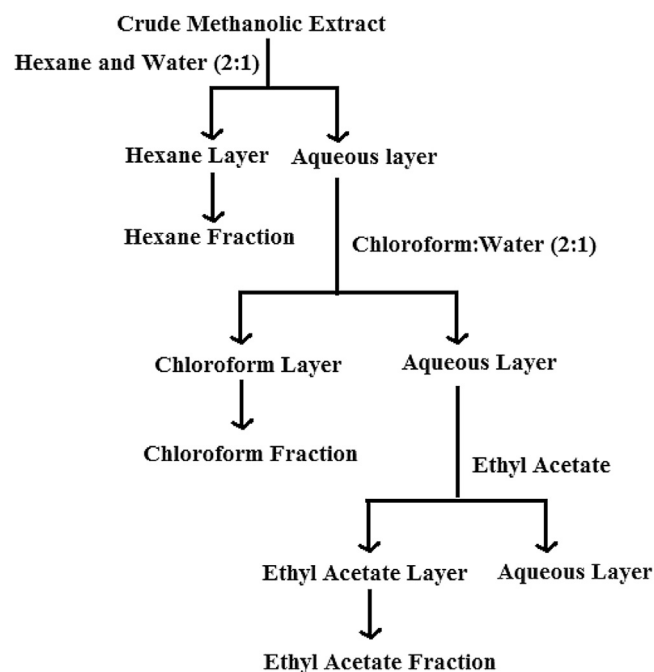 Crude Methanolic Extract
Hexane and Water (2:1)
Hexane Layer
Aqueous layer
Hexane Fraction
Chloroform:Water (2:1)
Chloroform Layer
Aqueous Layer
Chloroform Fraction
Ethyl Acetate
Ethyl Acetate Layer
Aqueous Layer
Ethyl Acetate Fraction